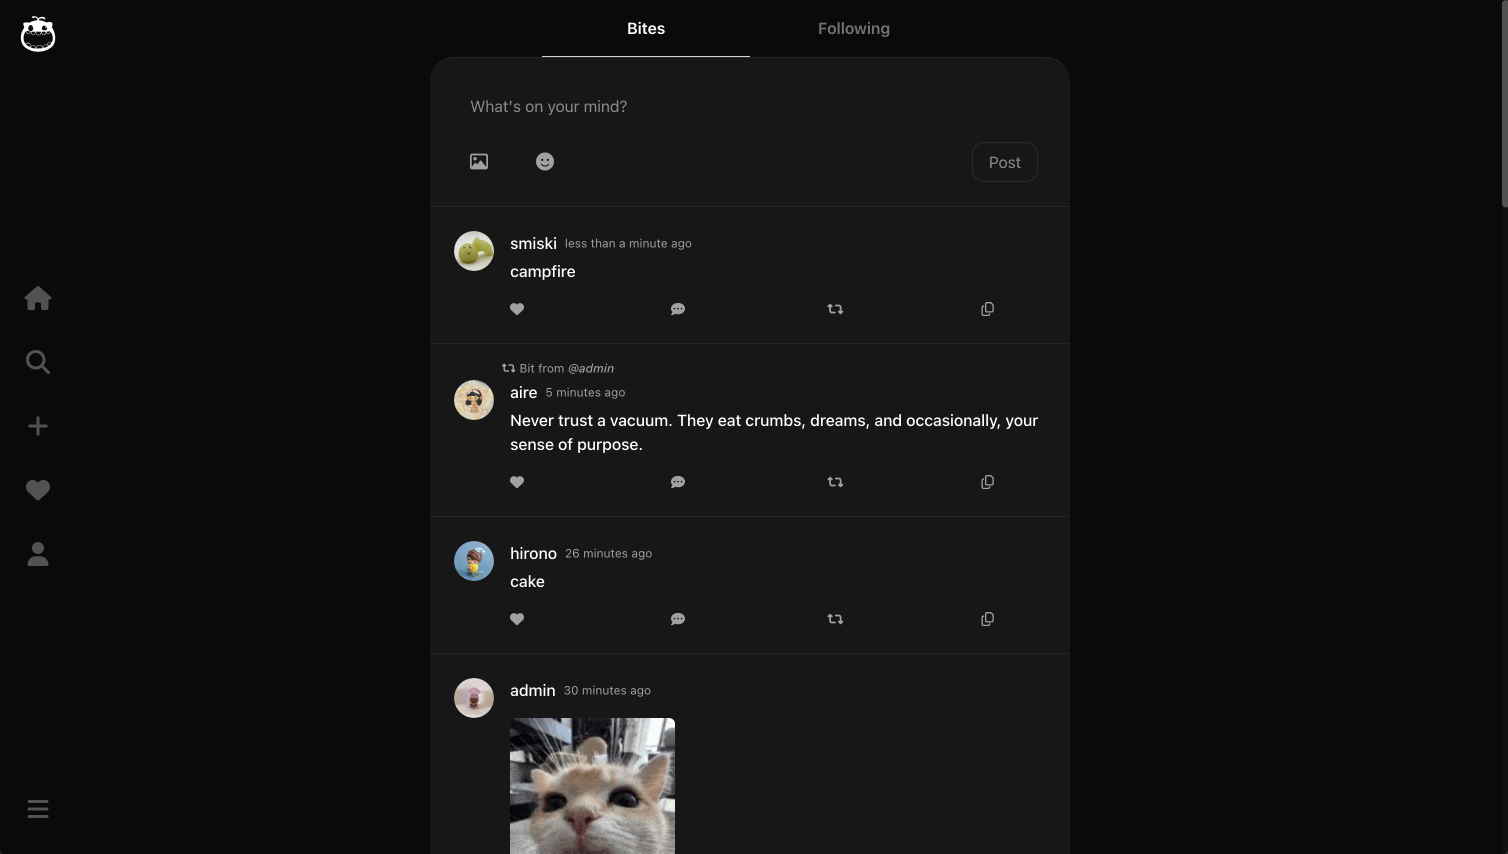 Bites
Following
What's on your mind?
Post
smiski less than a minute ago
campfire
Bit from @admin
aire 5 minutes ago
Never trust a vacuum. They eat crumbs, dreams, and occasionally, your
sense of purpose.
hirono 26 minutes ago
cake
admin 30 minutes ago